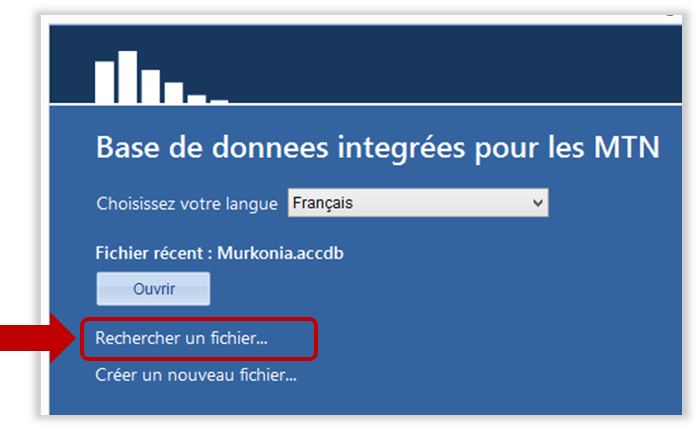 Base de donnees integrées pour les MTN
Choisissez votre langue Français
Fichier récent : Murkonia.accdb
Ouvrir
Rechercher un fichier...
Créer un nouveau fichier...